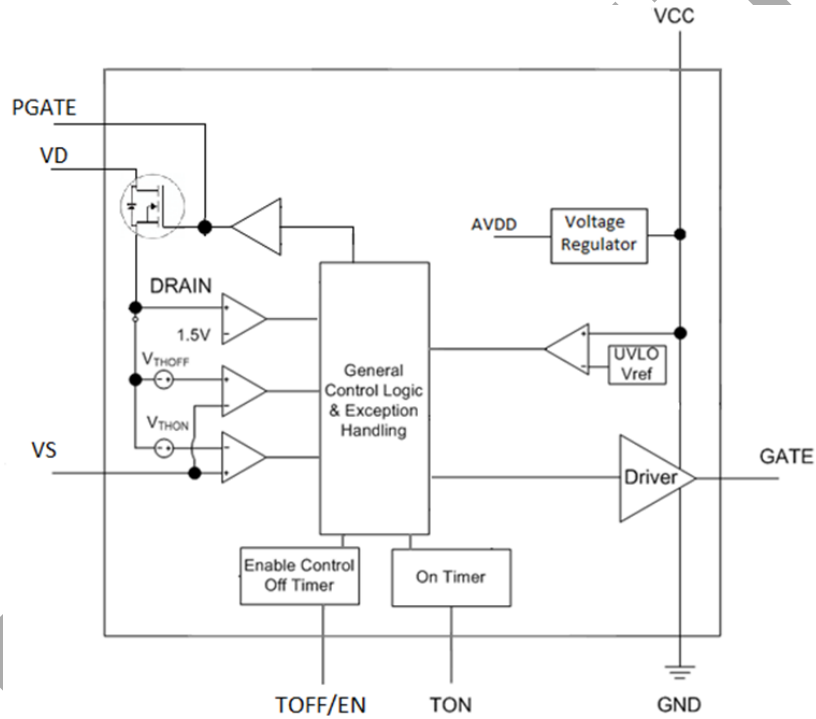 VCC
PGATE
VD
AVDD
Voltage
Regulator
DRAIN
1.5V
+
-
VTHOFF
- +
+
-
VTHON
- +
-
+
VS
General
Control Logic
& Exception
Handling
+
-
UVLO
Vref
Driver
GATE
Enable Control
Off Timer
On Timer
TOFF/EN
TON
GND